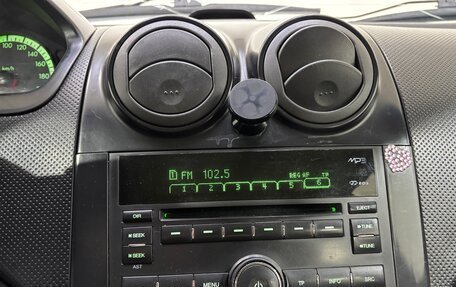 100
120
140
160
180
km/h
MP3
FM 102.5
REG AF TP
1 2 3 4 5 6
DIR
EJECT
SEEK
TUNE
SEEK
TUNE
AST
MENU
TP
INFO
SRC